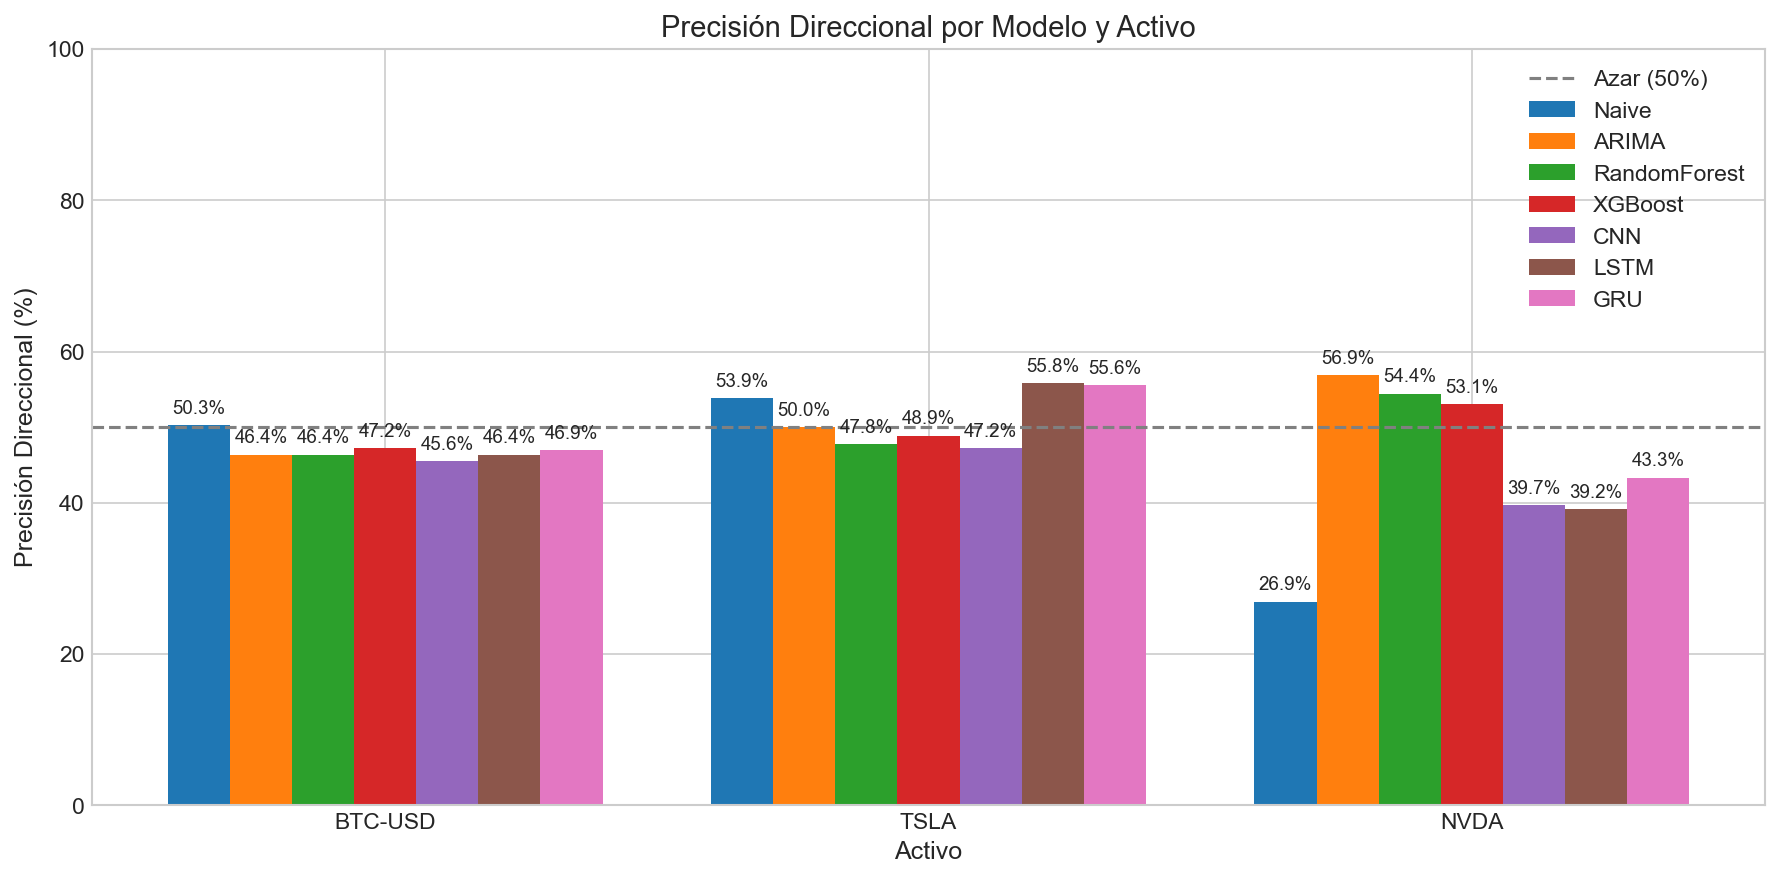 Precisión Direccional por Modelo y Activo
Precisión Direccional (%)
100
80
60
40
20
0
Azar (50%)
Naive
ARIMA
RandomForest
XGBoost
CNN
LSTM
GRU
50.3%
46.4%
46.4%
47.2%
45.6%
46.4%
46.9%
53.9%
50.0%
47.8%
48.9%
47.2%
55.8%
55.6%
26.9%
56.9%
54.4%
53.1%
39.7%
39.2%
43.3%
BTC-USD
TSLA
NVDA
Activo